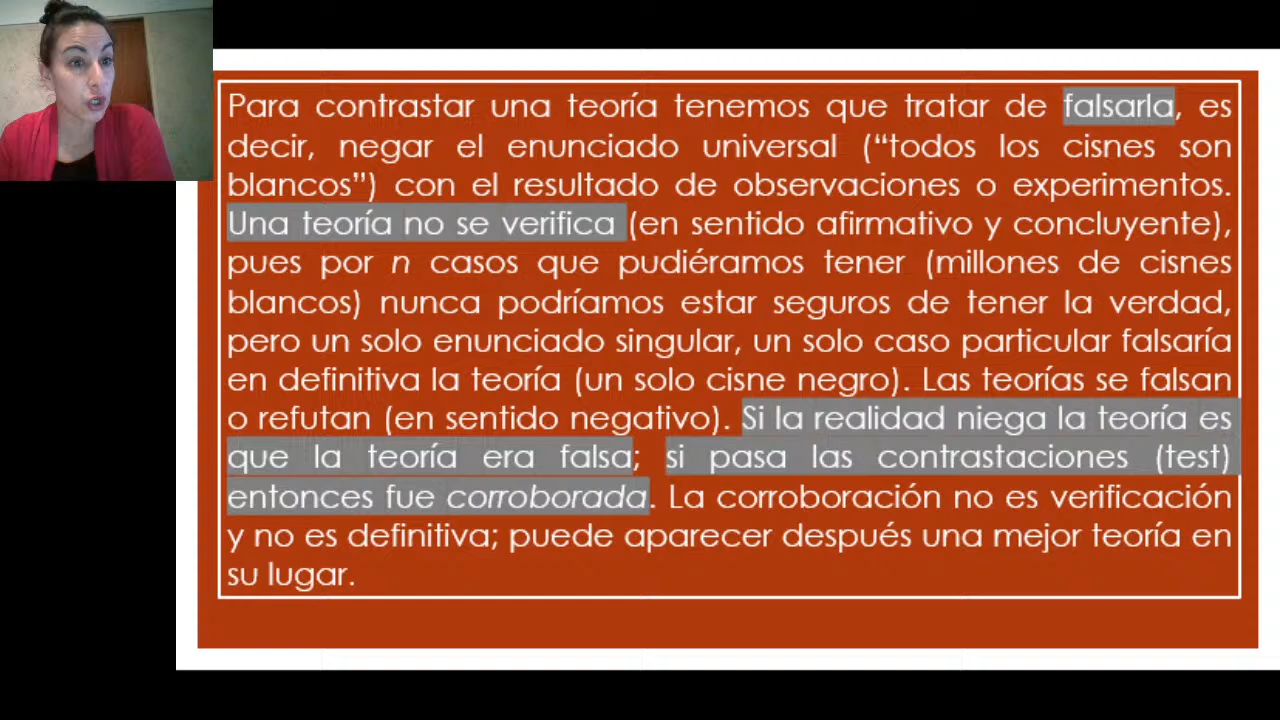 Para contrastar una teoría tenemos que tratar de falsarla, es
decir, negar el enunciado universal (“todos los cisnes son
blancos”) con el resultado de observaciones o experimentos.
Una teoría no se verifica (en sentido afirmativo y concluyente),
pues por n casos que pudiéramos tener (millones de cisnes
blancos) nunca podríamos estar seguros de tener la verdad,
pero un solo enunciado singular, un solo caso particular falsaría
en definitiva la teoría (un solo cisne negro). Las teorías se falsan
o refutan (en sentido negativo). Si la realidad niega la teoría es
que la teoría era falsa; si pasa las contrastaciones (test)
entonces fue corroborada. La corroboración no es verificación
y no es definitiva; puede aparecer después una mejor teoría en
su lugar.